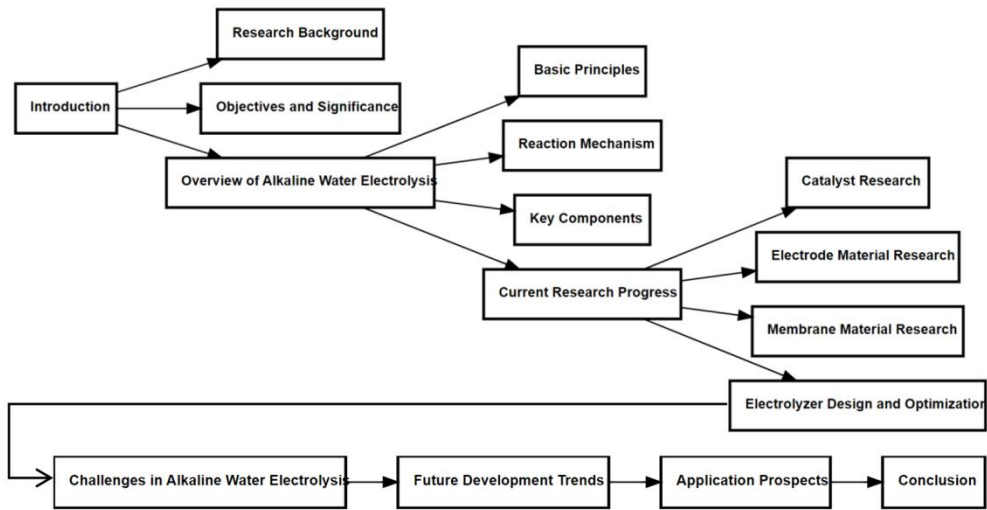 Research Background
Introduction
Objectives and Significance
Basic Principles
Reaction Mechanism
Overview of Alkaline Water Electrolysis
Key Components
Catalyst Research
Electrode Material Research
Current Research Progress
Membrane Material Research
Electrolyzer Design and Optimization
Challenges in Alkaline Water Electrolysis
Future Development Trends
Application Prospects
Conclusion